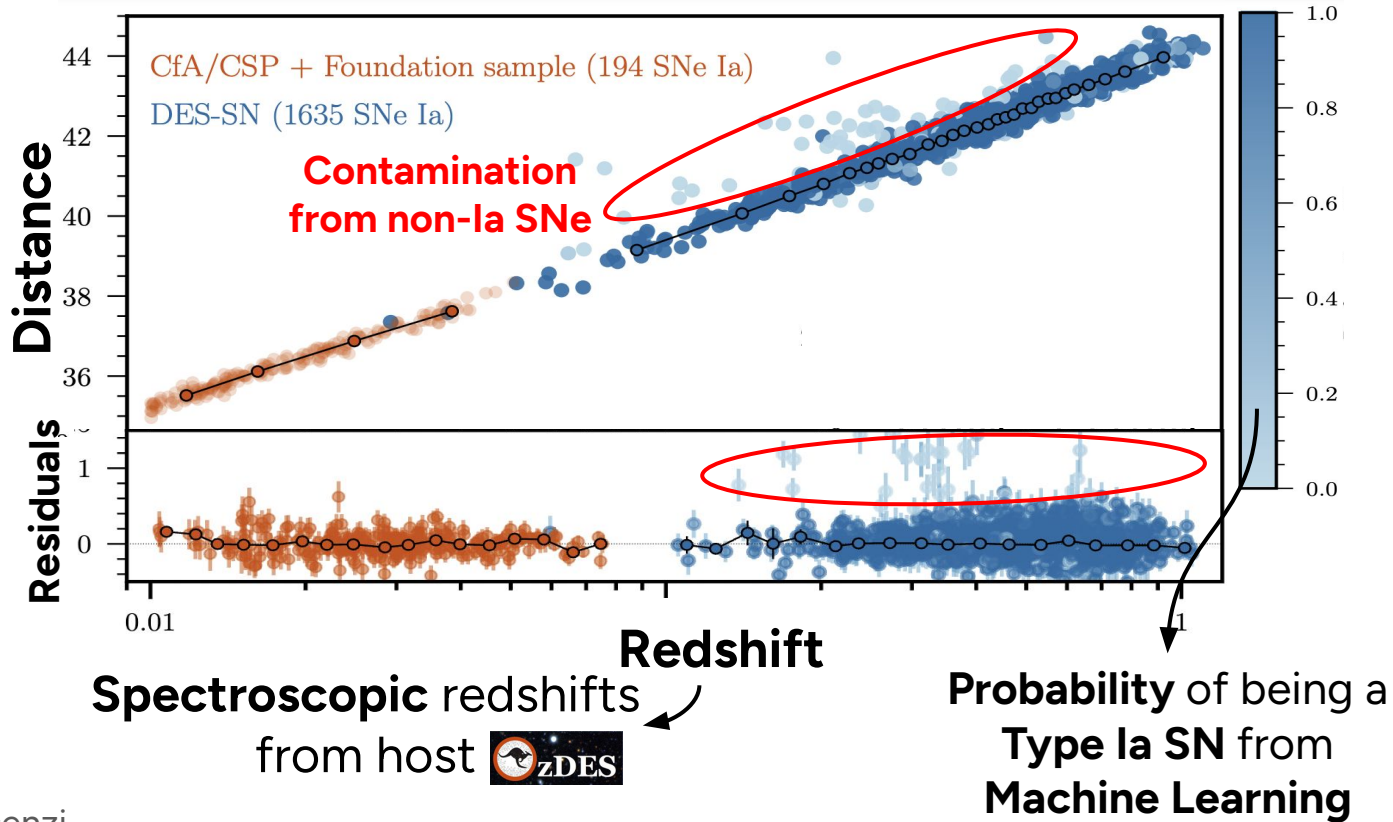 44
42
40
38
36
Distance
CfA/CSP + Foundation sample (194 SNe Ia)
DES-SN (1635 SNe Ia)
Contamination
from non-Ia SNe
1.0
0.8
0.6
0.4
0.2
0.0
Residuals
1
0
0.01
1
Redshift
Spectroscopic redshifts
from host
zDES
Probability of being a
Type Ia SN from
Machine Learning